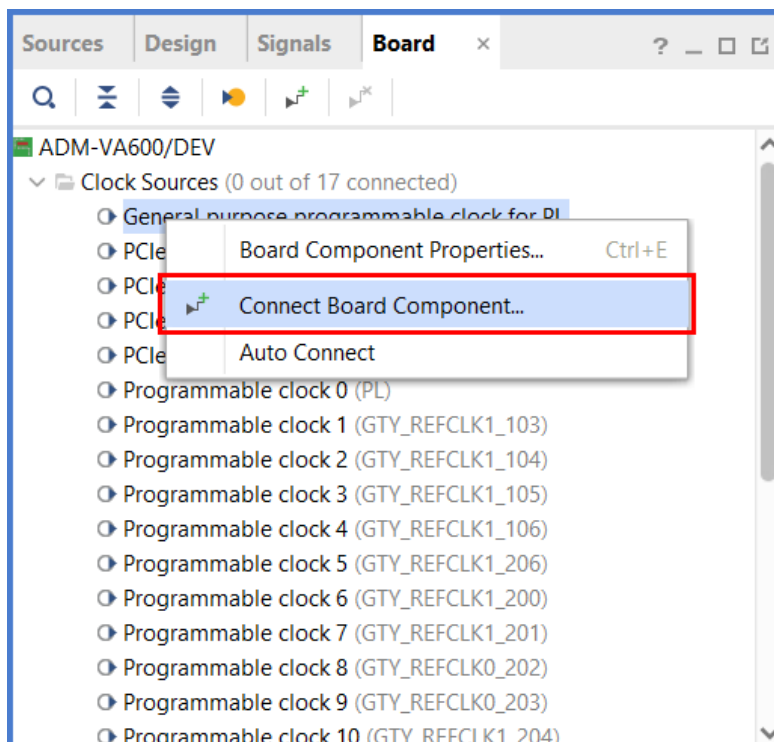 Sources Design Signals Board × ?
ADM-VA600/DEV
Clock Sources (0 out of 17 connected)
General purpose programmable clock for PL
PCIe Board Component Properties... Ctrl+E
PCIe
Connect Board Component...
PCIe
PCIe Auto Connect
Programmable clock 0 (PL)
Programmable clock 1 (GTY_REFCLK1_103)
Programmable clock 2 (GTY_REFCLK1_104)
Programmable clock 3 (GTY_REFCLK1_105)
Programmable clock 4 (GTY_REFCLK1_106)
Programmable clock 5 (GTY_REFCLK1_206)
Programmable clock 6 (GTY_REFCLK1_200)
Programmable clock 7 (GTY_REFCLK1_201)
Programmable clock 8 (GTY_REFCLK0_202)
Programmable clock 9 (GTY_REFCLK0_203)
Programmable clock 10 (GTY_REFCLK1_204)